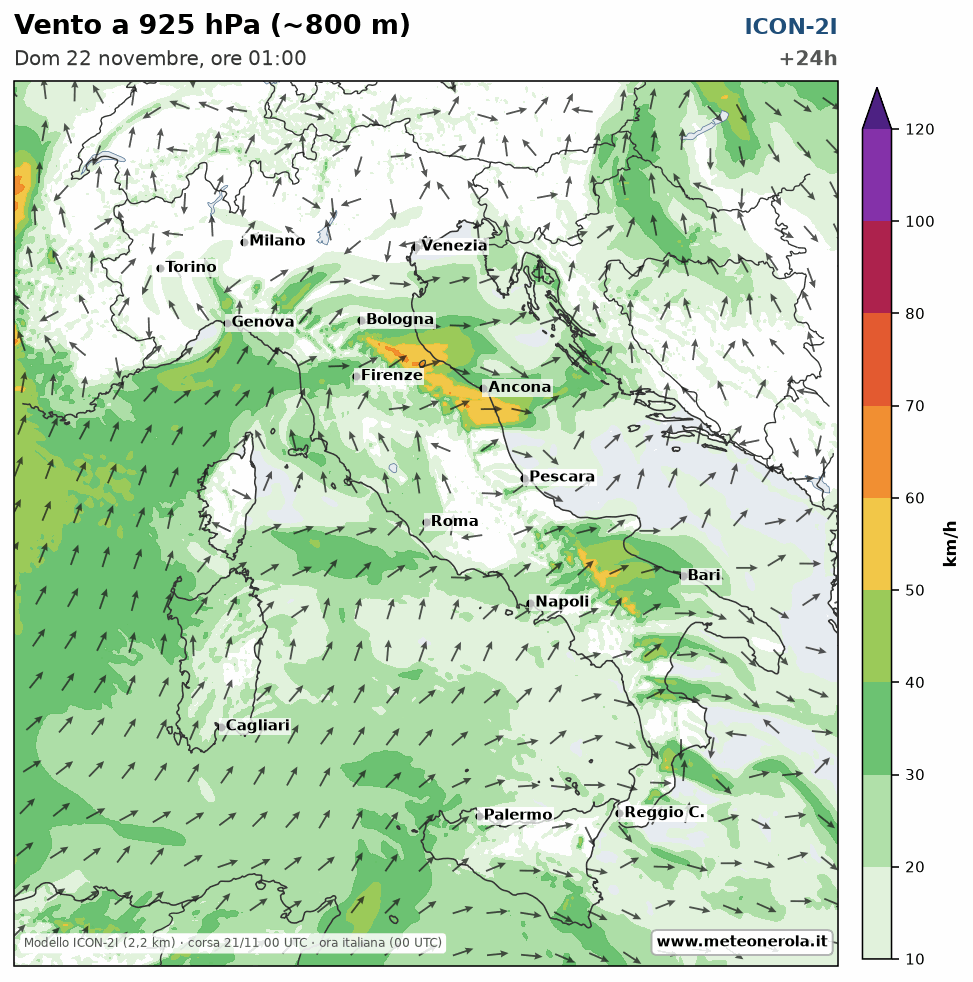 Vento a 925 hPa (~800 m)
ICON-2I
Dom 22 novembre, ore 01:00
+24h
120
100
80
70
60
50
40
30
20
10
km/h
Milano
Venezia
Torino
Genova
Bologna
Firenze
Ancona
Pescara
Roma
Bari
Napoli
Cagliari
Palermo
Reggio C.
Modello ICON-2I (2,2 km) · corsa 21/11 00 UTC · ora italiana (00 UTC)
www.meteonerola.it